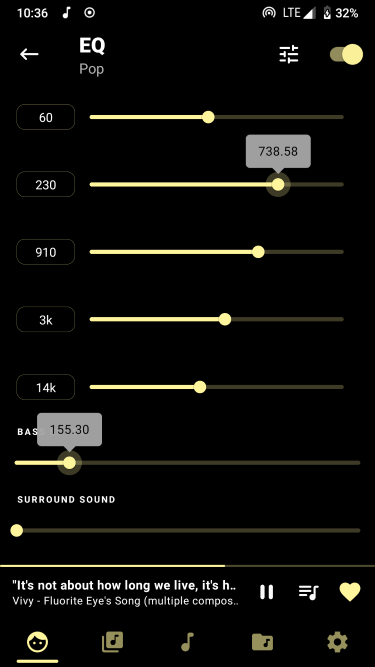 10:36 LTE 32%
EQ
Pop
60
738.58
230
910
3k
14k
BAS
155.30
SURROUND SOUND
"It's not about how long we live, it's h..
Vivy - Fluorite Eye's Song (multiple compos..